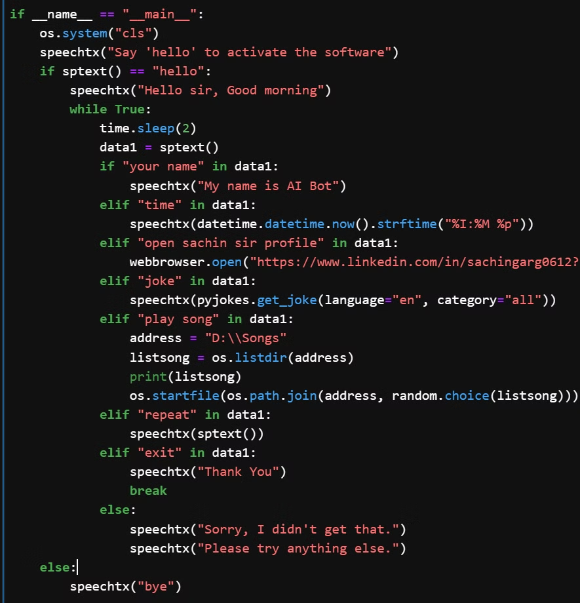 if __name__ == "__main__":
    os.system("cls")
    speechtx("Say 'hello' to activate the software")
    if sptext() == "hello":
        speechtx("Hello sir, Good morning")
        while True:
            time.sleep(2)
            data1 = sptext()
            if "your name" in data1:
                speechtx("My name is AI Bot")
            elif "time" in data1:
                speechtx(datetime.datetime.now().strftime("%I:%M %p"))
            elif "open sachin sir profile" in data1:
                webbrowser.open("https://www.linkedin.com/in/sachingarg0612?
            elif "joke" in data1:
                speechtx(pyjokes.get_joke(language="en", category="all"))
            elif "play song" in data1:
                address = "D:\\Songs"
                listsong = os.listdir(address)
                print(listsong)
                os.startfile(os.path.join(address, random.choice(listsong)))
            elif "repeat" in data1:
                speechtx(sptext())
            elif "exit" in data1:
                speechtx("Thank You")
                break
            else:
                speechtx("Sorry, I didn't get that.")
                speechtx("Please try anything else.")
    else:
        speechtx("bye")